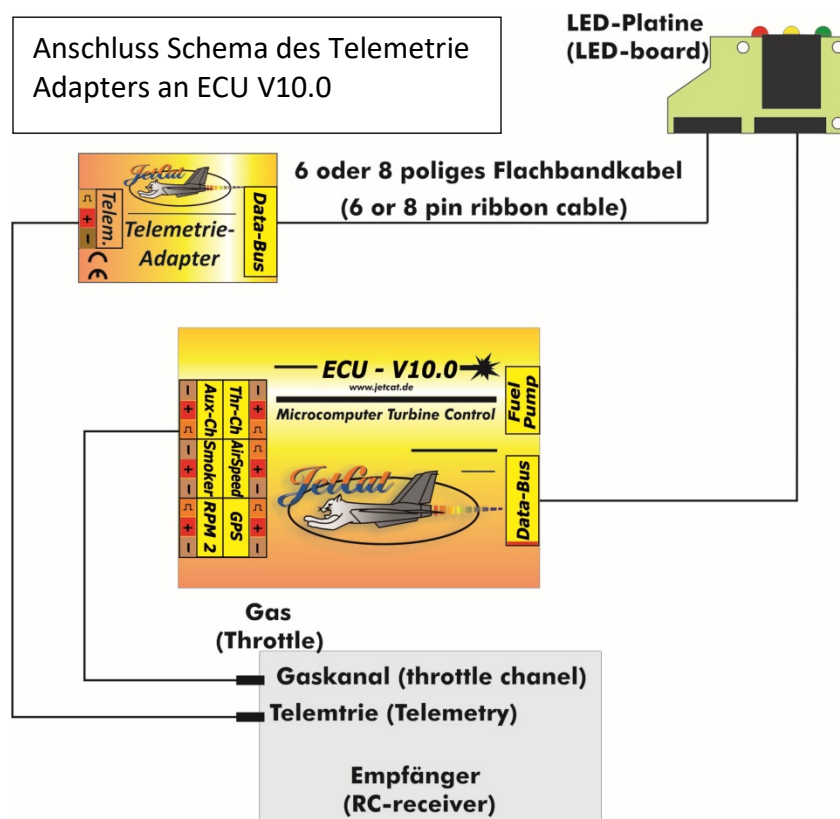 Anschluss Schema des Telemetrie
Adapters an ECU V10.0
LED-Platine
(LED-board)
6 oder 8 poliges Flachbandkabel
(6 or 8 pin ribbon cable)
JetCat
Telem.
+
−
CE
Telemetrie-
Adapter
Data-Bus
ECU - V10.0
www.jetcat.de
Microcomputer Turbine Control
Fuel
Pump
Data-Bus
JetCat
− + Aux-Ch
− + Smoker
+ − RPM 2
Thr-Ch − +
AirSpeed + −
GPS + −
Gas
(Throttle)
Gaskanal (throttle chanel)
Telemtrie (Telemetry)
Empfänger
(RC-receiver)